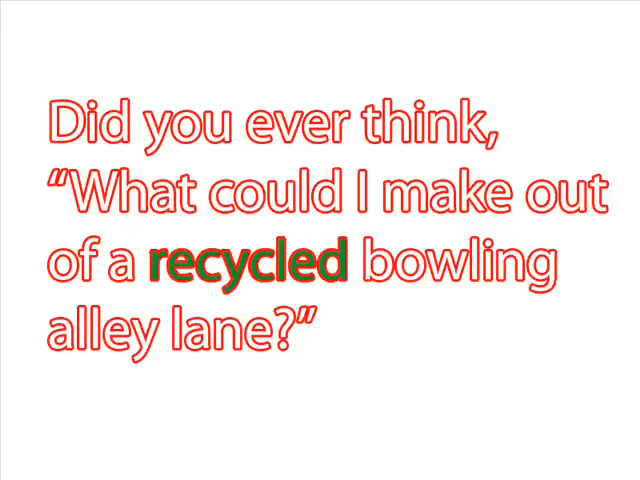 Did you ever think,
“What could I make out
of a recycled bowling
alley lane?”